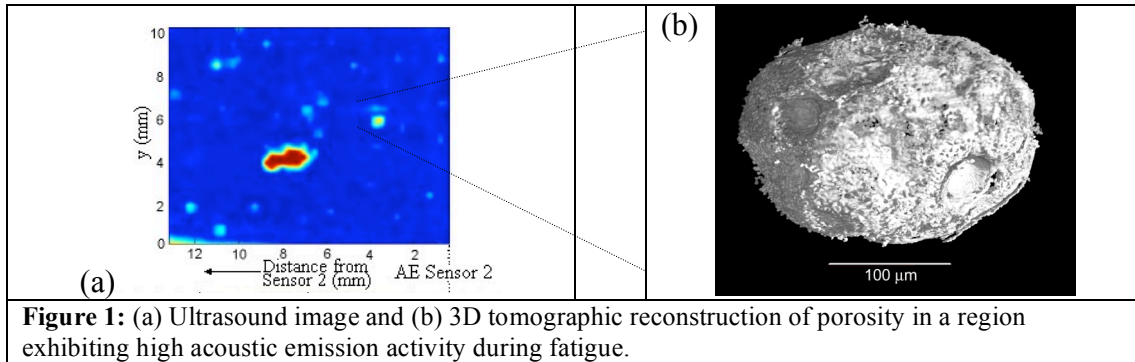 (a)
10
8
6
4
2
0
y (mm)
12 10 8 6 4 2
Distance from
Sensor 2 (mm)
AE Sensor 2
(b)
100 µm
Figure 1: (a) Ultrasound image and (b) 3D tomographic reconstruction of porosity in a region
exhibiting high acoustic emission activity during fatigue.